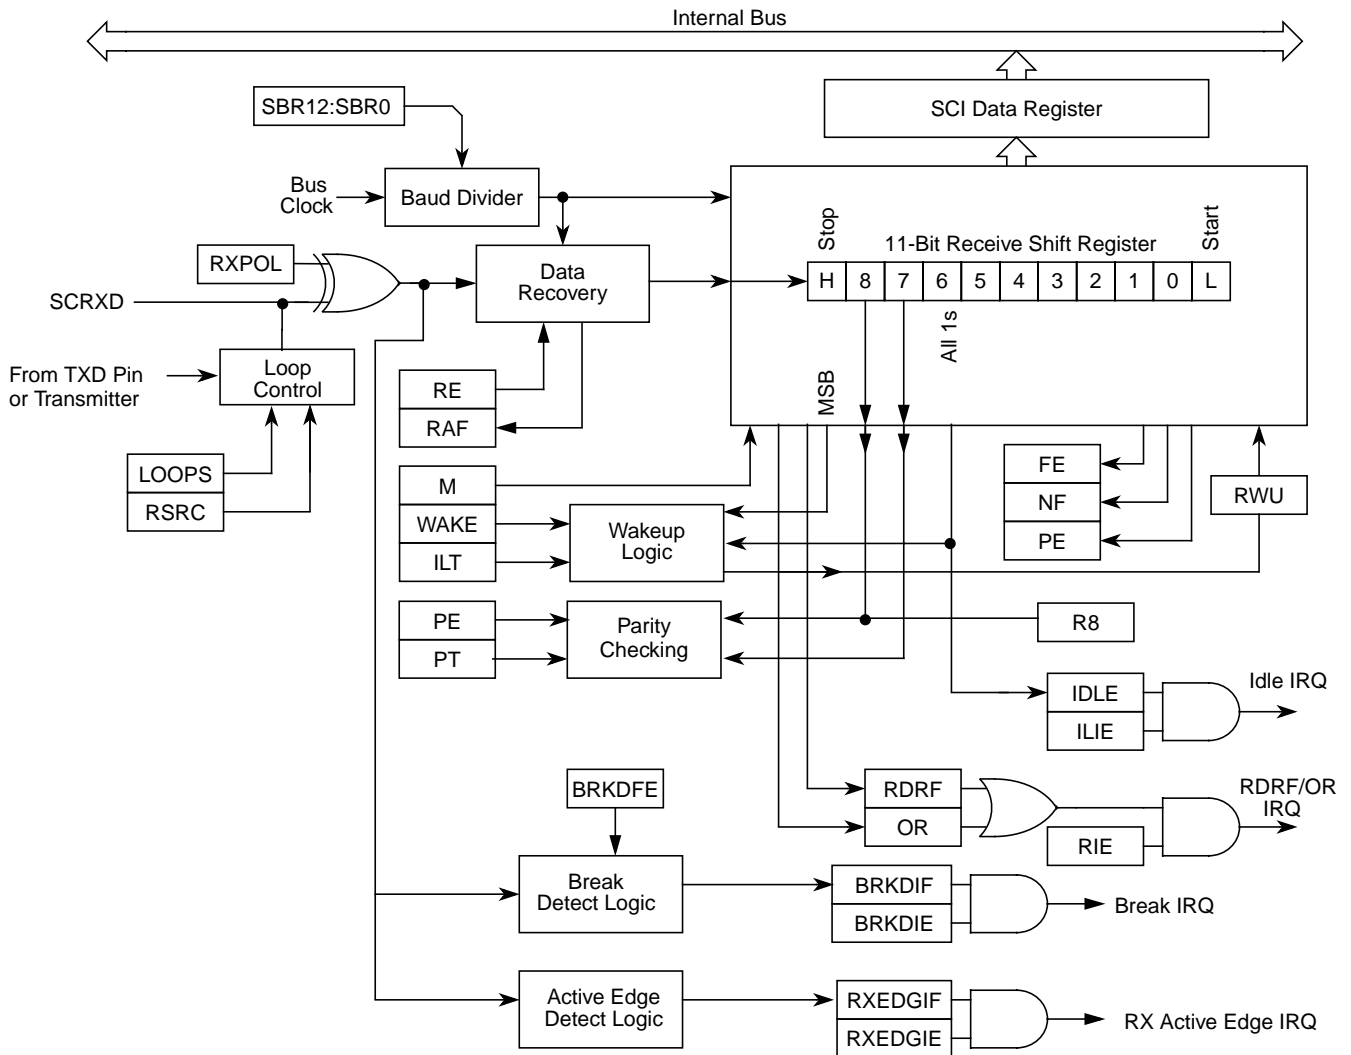 Internal Bus
SCI Data Register
SBR12:SBR0
Bus
Clock
Baud Divider
Stop
11-Bit Receive Shift Register
Start
RXPOL
Data
Recovery
H 8 7 6 5 4 3 2 1 0 L
SCRXD
All 1s
From TXD Pin
or Transmitter
Loop
Control
RE
RAF
MSB
LOOPS
RSRC
M
WAKE
ILT
Wakeup
Logic
FE
NF
PE
RWU
PE
PT
Parity
Checking
R8
IDLE
ILIE
Idle IRQ
BRKDFE
RDRF
OR
RIE
RDRF/OR
IRQ
Break
Detect Logic
BRKDIF
BRKDIE
Break IRQ
Active Edge
Detect Logic
RXEDGIF
RXEDGIE
RX Active Edge IRQ